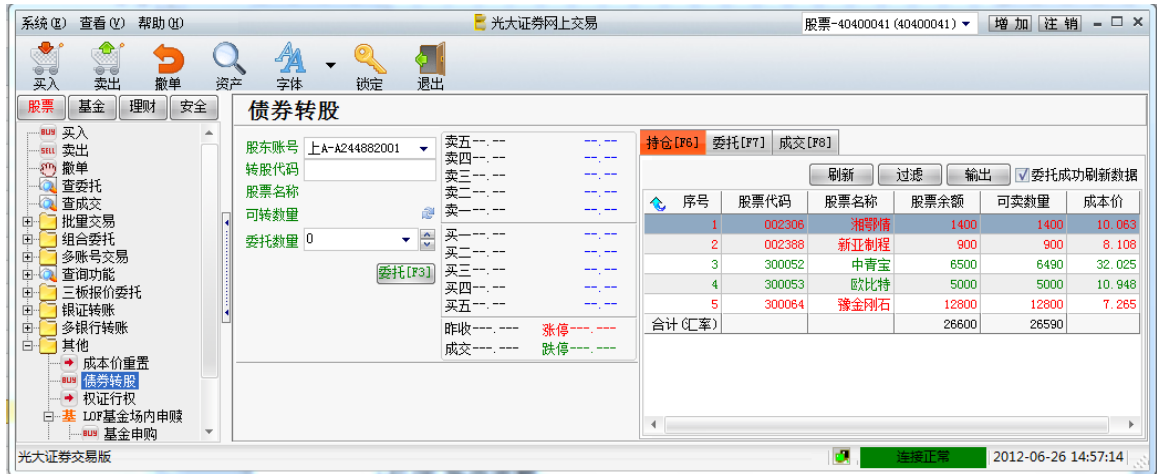 系统(E) 查看(V) 帮助(H) 光大证券网上交易 股票-40400041(40400041) 增 加 注 销
买入 卖出 撤单 资产 字体 锁定 退出
股票 基金 理财 安全
BUY 买入
SELL 卖出
撤单
查委托
查成交
批量交易
组合委托
多账号交易
查询功能
三板报价委托
银证转账
多银行转账
其他
成本价重置
BUY 债券转股
权证行权
基 LOF基金场内申赎
BUY 基金申购
债券转股
股东账号 上A-A244882001
转股代码
股票名称
可转数量
委托数量 0
委托[F3]
卖五--.-- --.--
卖四--.-- --.--
卖三--.-- --.--
卖二--.-- --.--
卖一--.-- --.--
买一--.-- --.--
买二--.-- --.--
买三--.-- --.--
买四--.-- --.--
买五--.-- --.--
昨收---.--- 涨停---.---
成交---.--- 跌停---.---
持仓[F6] 委托[F7] 成交[F8]
刷新 过滤 输出 委托成功刷新数据
序号 股票代码 股票名称 股票余额 可卖数量 成本价
1 002306 湘鄂情 1400 1400 10.063
2 002388 新亚制程 900 900 8.108
3 300052 中青宝 6500 6490 32.025
4 300053 欧比特 5000 5000 10.948
5 300064 豫金刚石 12800 12800 7.265
合计(汇率) 26600 26590
光大证券交易版 连接正常 2012-06-26 14:57:14